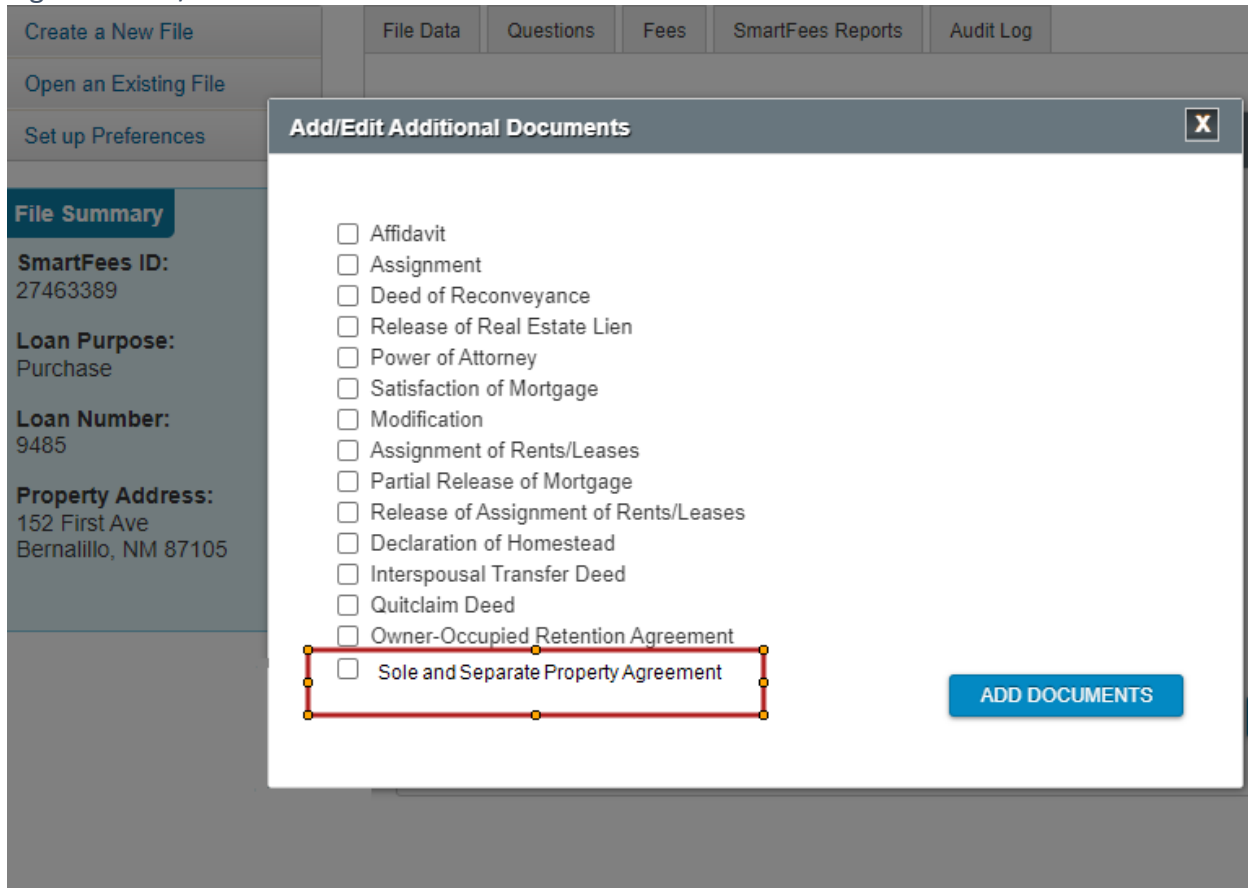 Create a New File
Open an Existing File
Set up Preferences
File Data
Questions
Fees
SmartFees Reports
Audit Log
File Summary
SmartFees ID:
27463389
Loan Purpose:
Purchase
Loan Number:
9485
Property Address:
152 First Ave
Bernalillo, NM 87105
Add/Edit Additional Documents
X
Affidavit
Assignment
Deed of Reconveyance
Release of Real Estate Lien
Power of Attorney
Satisfaction of Mortgage
Modification
Assignment of Rents/Leases
Partial Release of Mortgage
Release of Assignment of Rents/Leases
Declaration of Homestead
Interspousal Transfer Deed
Quitclaim Deed
Owner-Occupied Retention Agreement
Sole and Separate Property Agreement
ADD DOCUMENTS